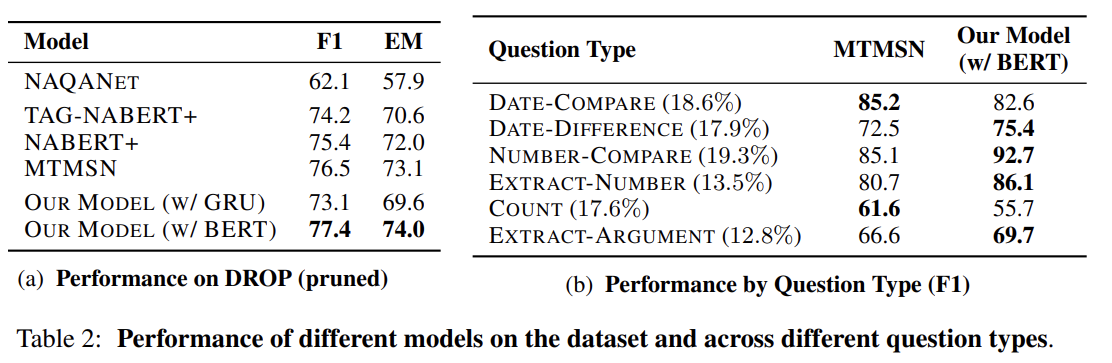 Model F1 EM
NAQANET 62.1 57.9
TAG-NABERT+ 74.2 70.6
NABERT+ 75.4 72.0
MTMSN 76.5 73.1
OUR MODEL (W/ GRU) 73.1 69.6
OUR MODEL (W/ BERT) 77.4 74.0
(a) Performance on DROP (pruned)
Question Type MTMSN Our Model (w/ BERT)
DATE-COMPARE (18.6%) 85.2 82.6
DATE-DIFFERENCE (17.9%) 72.5 75.4
NUMBER-COMPARE (19.3%) 85.1 92.7
EXTRACT-NUMBER (13.5%) 80.7 86.1
COUNT (17.6%) 61.6 55.7
EXTRACT-ARGUMENT (12.8%) 66.6 69.7
(b) Performance by Question Type (F1)
Table 2: Performance of different models on the dataset and across different question types.